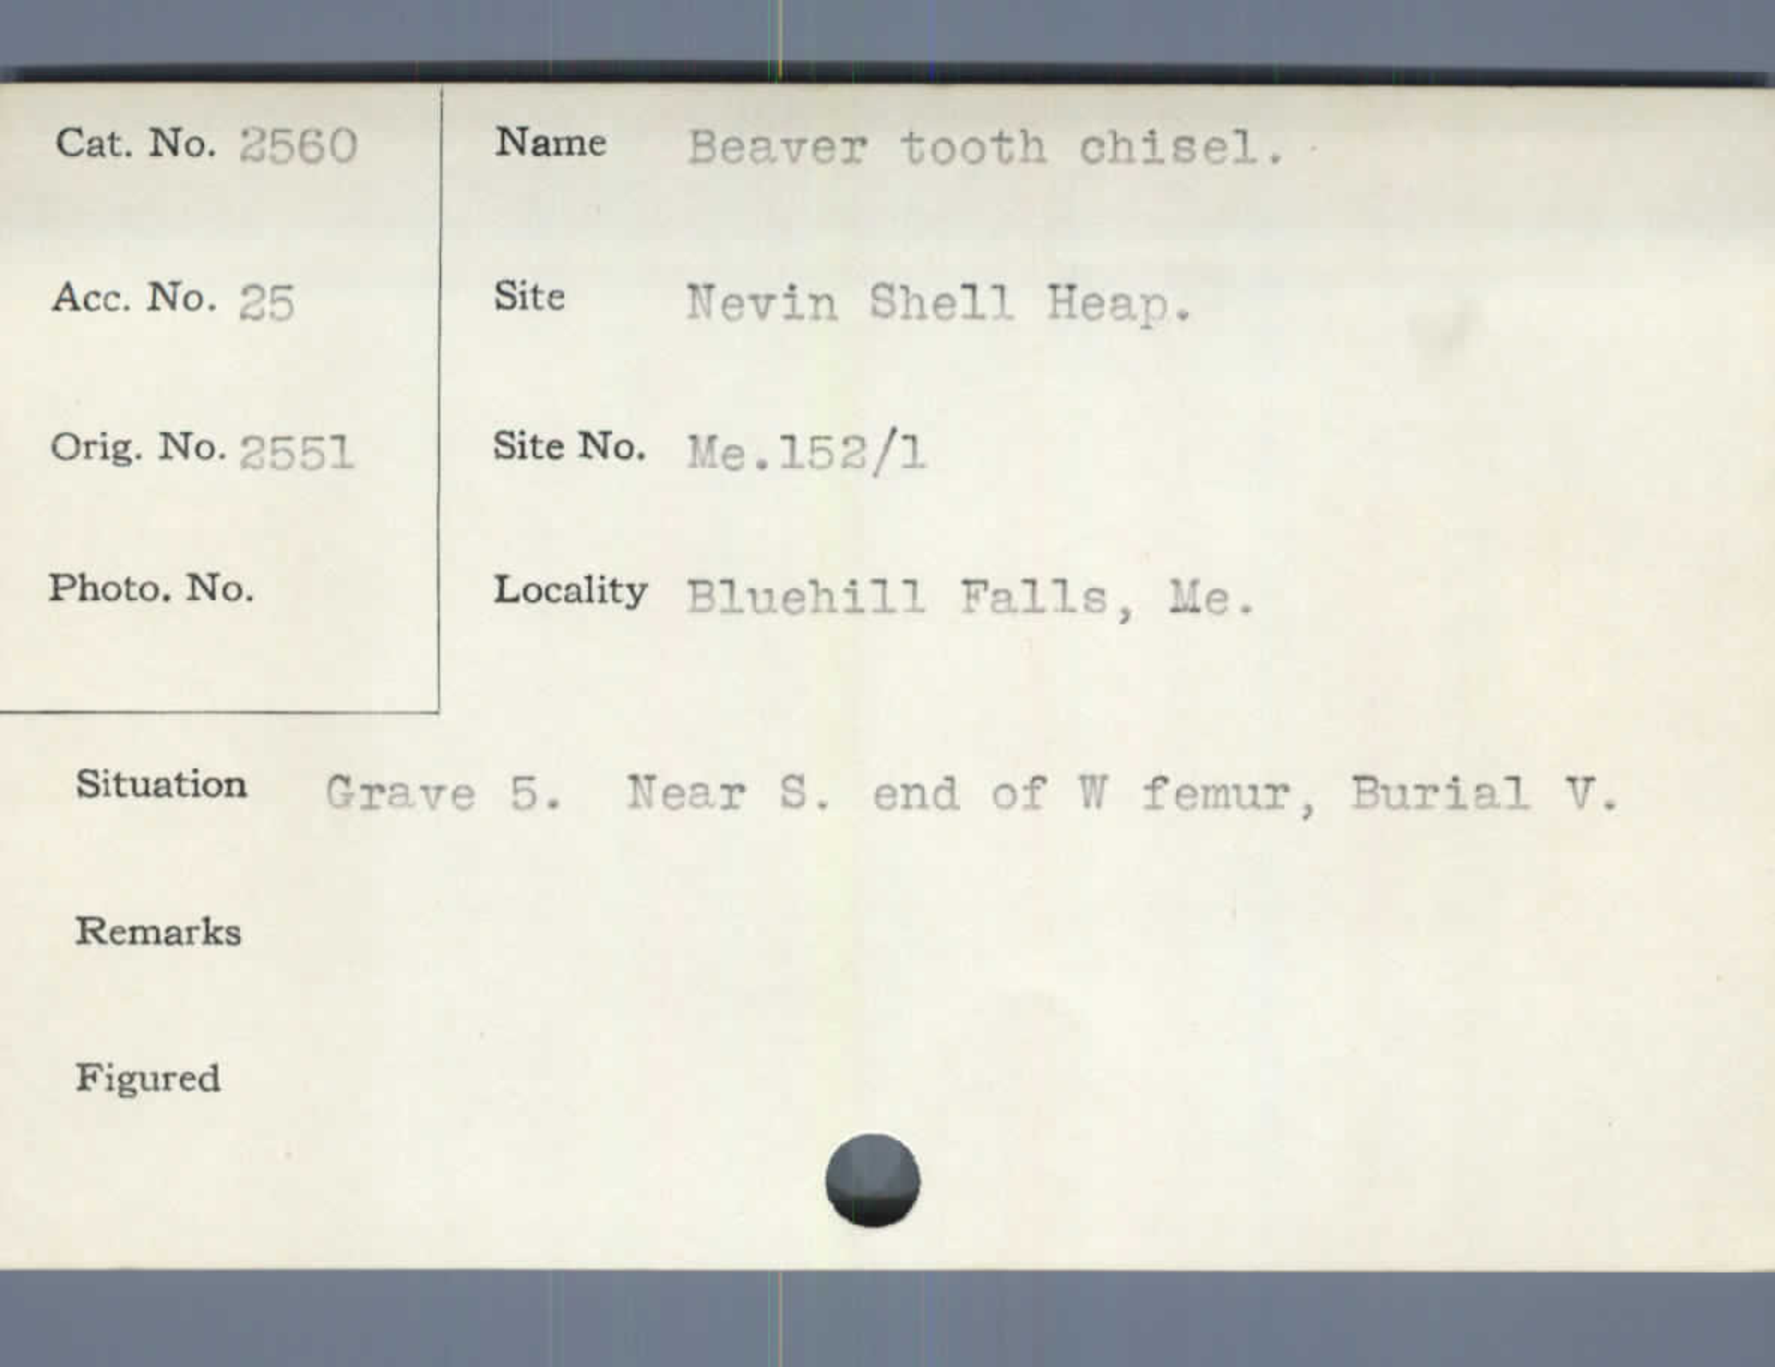 Cat. No. 2560
Acc. No. 25
Orig. No. 2551
Photo. No.
Name Beaver tooth chisel.
Site Nevin Shell Heap.
Site No. Me.152/1
Locality Bluehill Falls, Me.
Situation Grave 5. Near S. end of W femur, Burial V.
Remarks
Figured